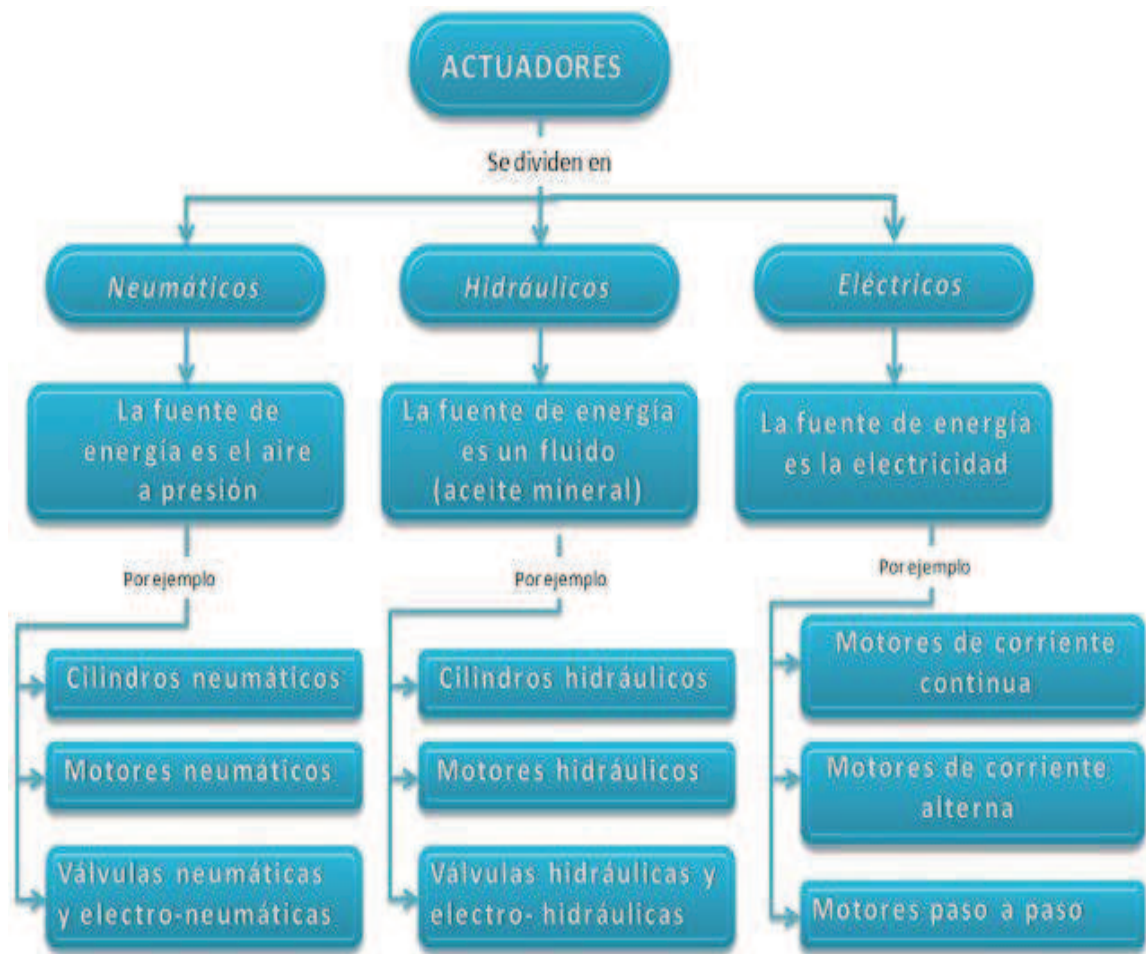 ACTUADORES
Se dividen en
Neumáticos
La fuente de
energía es el aire
a presión
Por ejemplo
Cilindros neumáticos
Motores neumáticos
Válvulas neumáticas
y electro-neumáticas
Hidráulicos
La fuente de energía
es un fluido
(aceite mineral)
Por ejemplo
Cilindros hidráulicos
Motores hidráulicos
Válvulas hidráulicas y
electro- hidráulicas
Eléctricos
La fuente de energía
es la electricidad
Por ejemplo
Motores de corriente
continua
Motores de corriente
alterna
Motores paso a paso